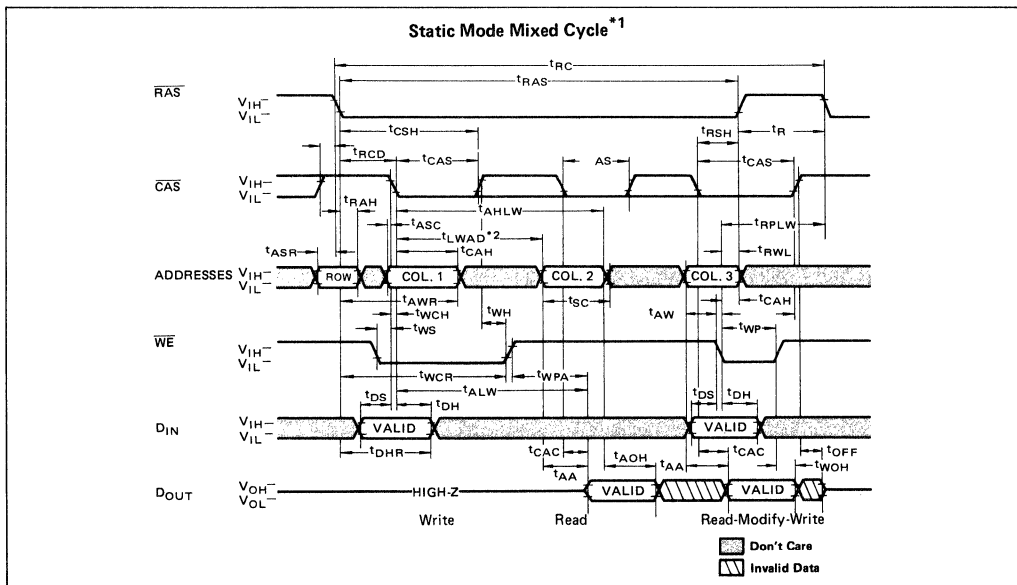 Static Mode Mixed Cycle*1
tRC
tRAS
RAS
VIH
VIL
tCSH
tRSH
tR
tRCD
tCAS
AS
tCAS
CAS
VIH
VIL
tRAH
tAHLW
tASC
tRPLW
tLWAD*2
tASR
tCAH
tRWL
ADDRESSES
VIH
VIL
ROW
COL. 1
COL. 2
COL. 3
tAWR
tSC
tCAH
tWCH
tWH
tAW
tWS
tWP
WE
VIH
VIL
tWCR
tWPA
tALW
tDS
tDH
tDS
tDH
DIN
VIH
VIL
VALID
VALID
tDHR
tCAC
tAOH
tAA
tCAC
tOFF
tAA
tWOH
DOUT
VOH
VOL
HIGH-Z
VALID
VALID
Write
Read
Read-Modify-Write
Don't Care
Invalid Data